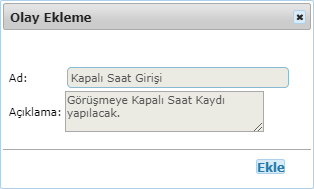 Olay Ekleme
Ad: Kapalı Saat Girişi
Açıklama: Görüşmeye Kapalı Saat Kaydı
yapılacak.
Ekle